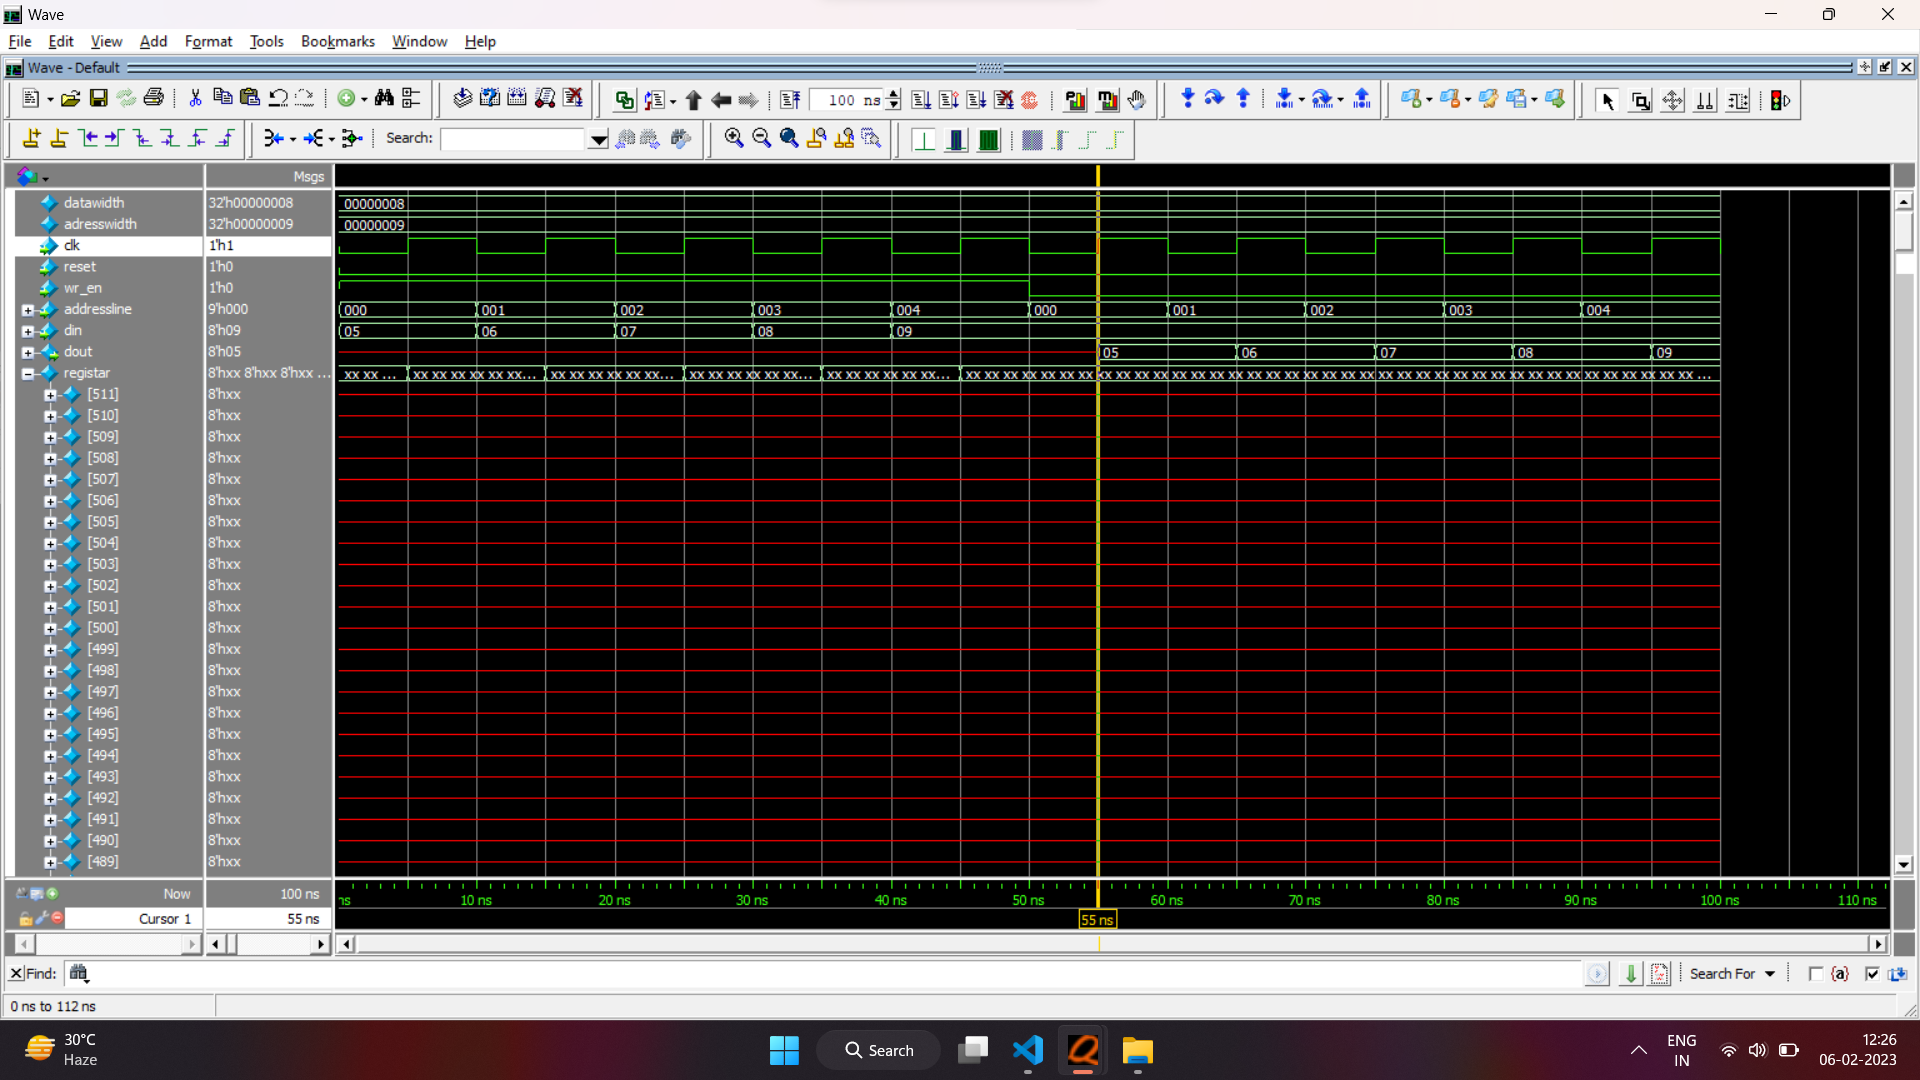 Wave
File Edit View Add Format Tools Bookmarks Window Help
Wave - Default
100 ns
Search:
Msgs
datawidth 32'h00000008 00000008
adresswidth 32'h00000009 00000009
clk 1'h1
reset 1'h0
wr_en 1'h0
addressline 9'h000 000 001 002 003 004 000 001 002 003 004
din 8'h09 05 06 07 08 09
dout 8'h05 05 06 07 08 09
registar 8'hxx 8'hxx 8'hxx ... xx xx ... xx xx xx xx xx xx... xx xx xx xx xx xx... xx xx xx xx xx xx... xx xx xx xx xx xx... xx xx xx xx xx xx xx xx xx xx xx xx xx xx xx xx xx xx xx xx xx xx xx xx xx xx xx xx xx xx xx xx xx xx ...
[511] 8'hxx
[510] 8'hxx
[509] 8'hxx
[508] 8'hxx
[507] 8'hxx
[506] 8'hxx
[505] 8'hxx
[504] 8'hxx
[503] 8'hxx
[502] 8'hxx
[501] 8'hxx
[500] 8'hxx
[499] 8'hxx
[498] 8'hxx
[497] 8'hxx
[496] 8'hxx
[495] 8'hxx
[494] 8'hxx
[493] 8'hxx
[492] 8'hxx
[491] 8'hxx
[490] 8'hxx
[489] 8'hxx
Now 100 ns ns 10 ns 20 ns 30 ns 40 ns 50 ns 60 ns 70 ns 80 ns 90 ns 100 ns 110 ns
Cursor 1 55 ns 55 ns
Find: Search For {a}
0 ns to 112 ns
30°C
Haze
Search
ENG
IN
12:26
06-02-2023